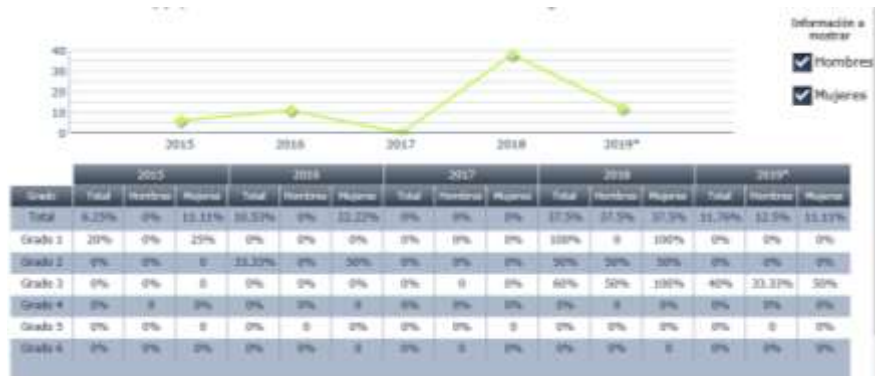 Información a
mostrar
Hombres
Mujeres
40
30
20
10
0
2015 2016 2017 2018 2019*
2015 2016 2017 2018 2019*
Grado Total Hombres Mujeres Total Hombres Mujeres Total Hombres Mujeres Total Hombres Mujeres Total Hombres Mujeres
Total 6.25% 0% 11.11% 10.53% 0% 22.22% 0% 0% 0% 37.5% 37.5% 37.5% 11.76% 12.5% 11.11%
Grado 1 20% 0% 25% 0% 0% 0% 0% 0% 0% 100% 0 100% 0% 0% 0%
Grado 2 0% 0% 0 33.33% 0% 50% 0% 0% 0% 50% 50% 50% 0% 0% 0%
Grado 3 0% 0% 0 0% 0% 0% 0% 0 0% 60% 50% 100% 40% 33.33% 50%
Grado 4 0% 0 0% 0% 0% 0 0% 0% 0% 0% 0 0% 0% 0% 0%
Grado 5 0% 0% 0 0% 0 0% 0% 0% 0 0% 0% 0% 0% 0 0%
Grado 6 0% 0% 0% 0% 0% 0 0% 0 0% 0% 0% 0 0% 0% 0%